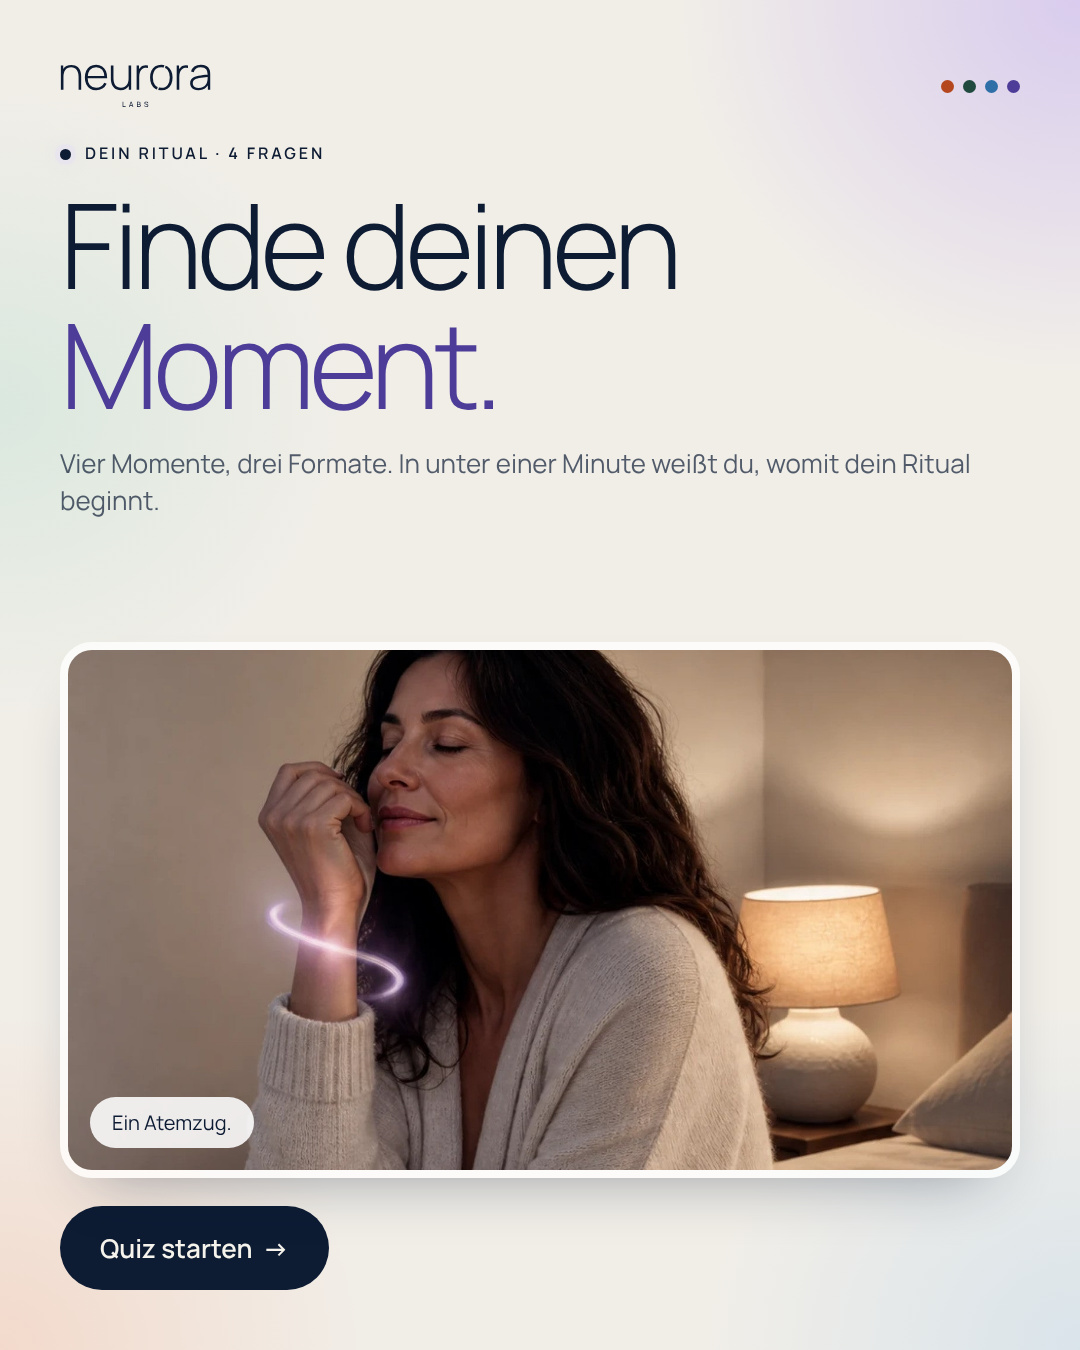 neurora
LABS
DEIN RITUAL · 4 FRAGEN
Finde deinen
Moment.
Vier Momente, drei Formate. In unter einer Minute weißt du, womit dein Ritual
beginnt.
Ein Atemzug.
Quiz starten →